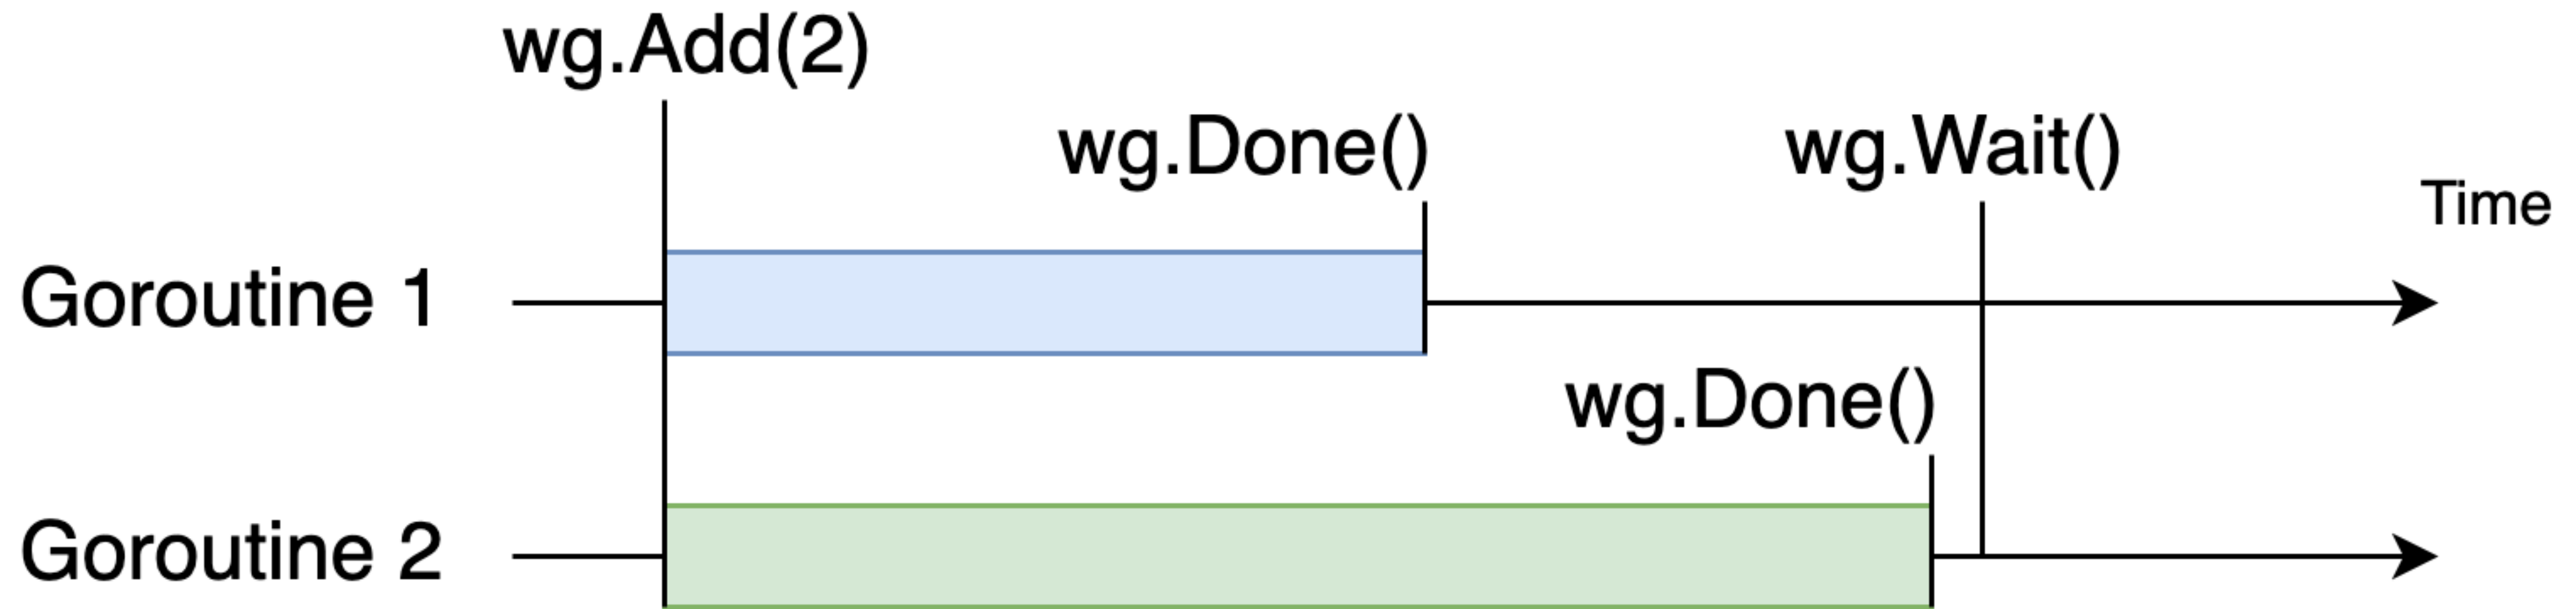 wg.Add(2)
wg.Done()
wg.Wait()
Time
Goroutine 1
wg.Done()
Goroutine 2